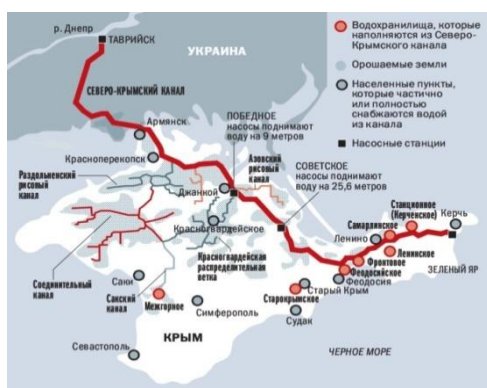 р. Днепр
ТАВРИЙСК
УКРАИНА
СЕВЕРО-КРЫМСКИЙ КАНАЛ
Водохранилища, которые
наполняются из Северо-
Крымского канала
Орошаемые земли
Населенные пункты,
которые частично
или полностью
снабжаются водой
из канала
Насосные станции
Армянск
ПОБЕДНОЕ
насосы поднимают
воду на 9 метров
Красноперекопск
Азовский
рисовый
канал
СОВЕТСКОЕ
насосы поднимают
воду на 25,6 метров
Раздольненский
рисовый
канал
Джанкой
Красногвардейское
Красногвардейская
распределительная
ветка
Станционное
(Керченское)
Самарлинское
Керчь
Ленино
Ленинское
Фронтовое
Феодосийское
ЗЕЛЕНЫЙ ЯР
Феодосия
Соединительный
канал
Саки
Сакский
канал
Межгорное
Старый Крым
Старокрымское
Симферополь
Судак
КРЫМ
Севастополь
ЧЕРНОЕ МОРЕ